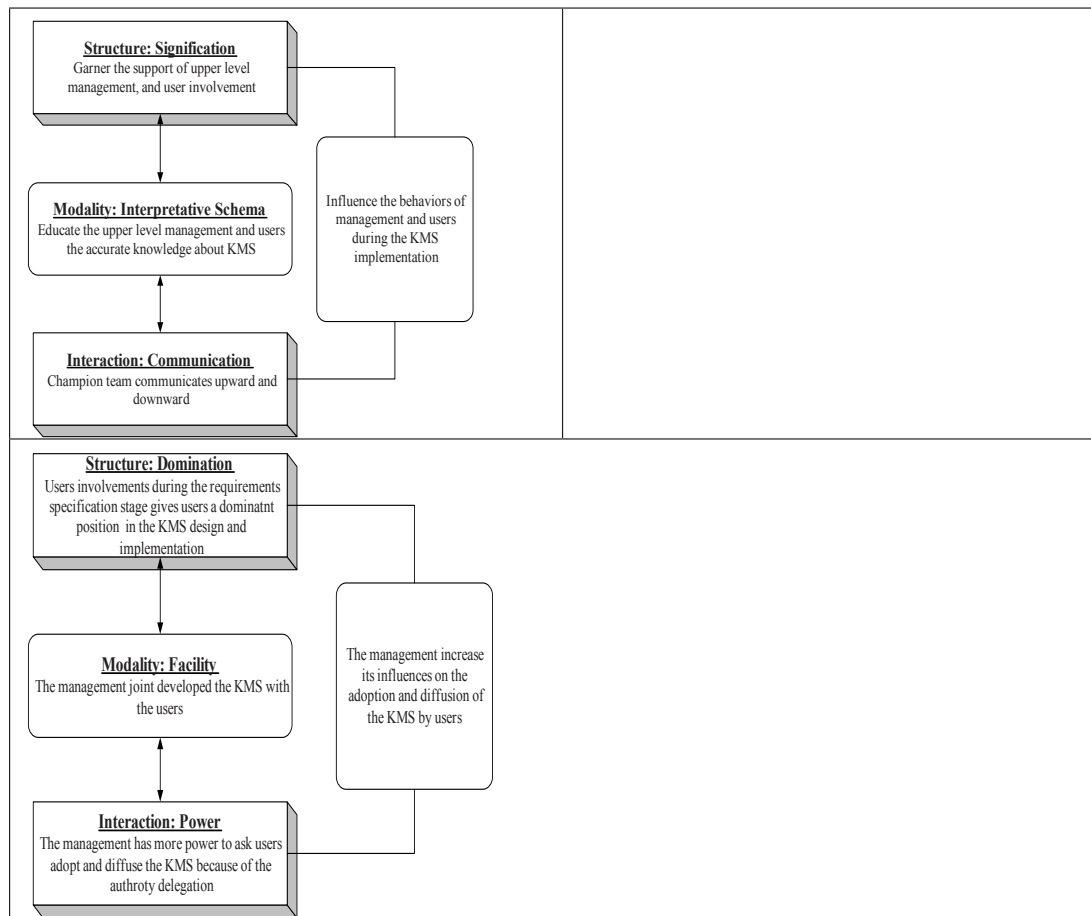 Structure: Signification
Garner the support of upper level
management, and user involvement
Modality: Interpretative Schema
Educate the upper level management and users
the accurate knowledge about KMS
Interaction: Communication
Champion team communicates upward and
downward
Influence the behaviors of
management and users
during the KMS
implementation
Structure: Domination
Users involvements during the requirements
specification stage gives users a dominatnt
position in the KMS design and
implementation
Modality: Facility
The management joint developed the KMS with
the users
Interaction: Power
The management has more power to ask users
adopt and diffuse the KMS because of the
authroty delegation
The management increase
its influences on the
adoption and diffusion of
the KMS by users